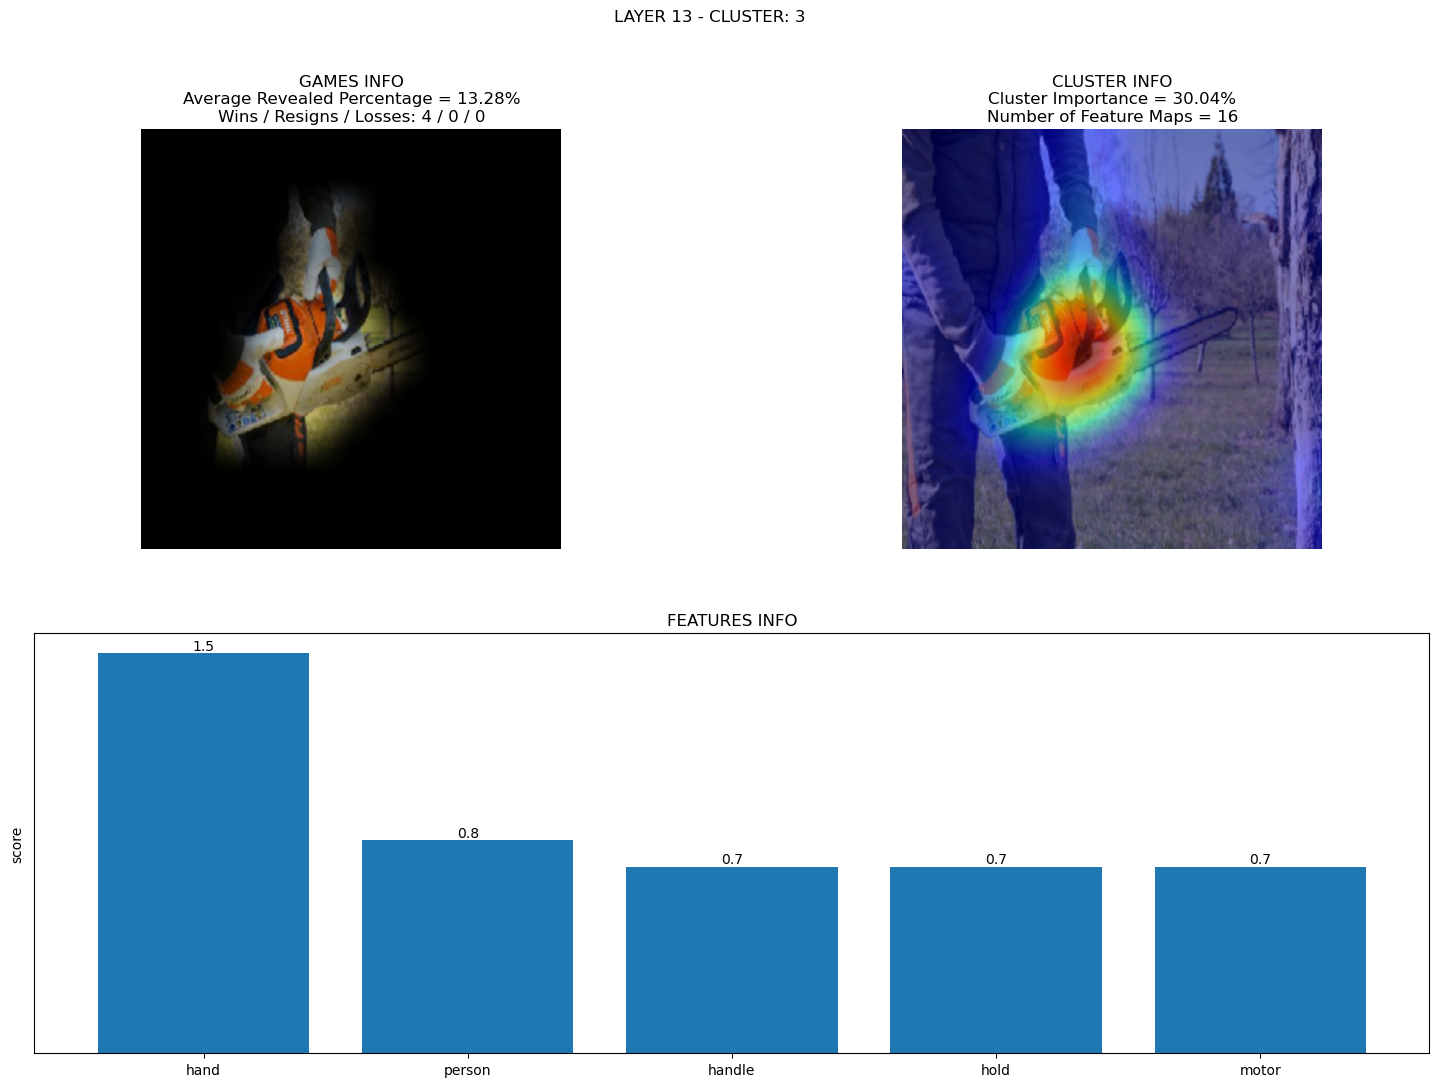 LAYER 13 - CLUSTER: 3
GAMES INFO
Average Revealed Percentage = 13.28%
Wins / Resigns / Losses: 4 / 0 / 0
CLUSTER INFO
Cluster Importance = 30.04%
Number of Feature Maps = 16
FEATURES INFO
score
1.5
0.8
0.7
0.7
0.7
hand
person
handle
hold
motor